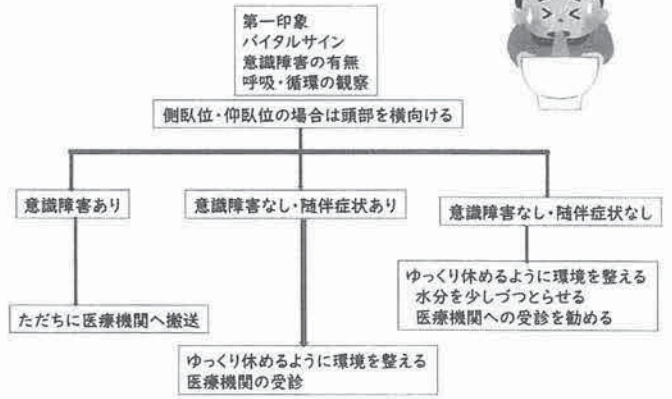 第一印象
バイタルサイン
意識障害の有無
呼吸・循環の観察
側臥位・仰臥位の場合は頭部を横向ける
意識障害あり
意識障害なし・随伴症状あり
意識障害なし・随伴症状なし
ただちに医療機関へ搬送
ゆっくり休めるように環境を整える
医療機関の受診
ゆっくり休めるように環境を整える
水分を少しづつとらせる
医療機関への受診を勧める